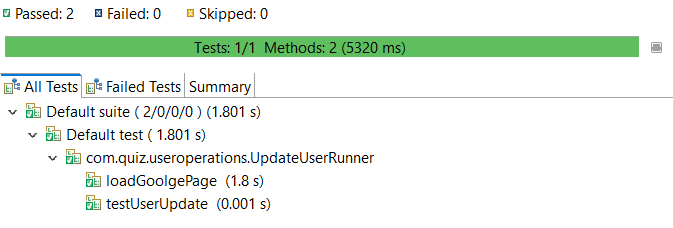 Passed: 2 Failed: 0 Skipped: 0
Tests: 1/1 Methods: 2 (5320 ms)
All Tests Failed Tests Summary
Default suite ( 2/0/0/0 ) (1.801 s)
Default test ( 1.801 s)
com.quiz.useroperations.UpdateUserRunner
loadGoolgePage (1.8 s)
testUserUpdate (0.001 s)